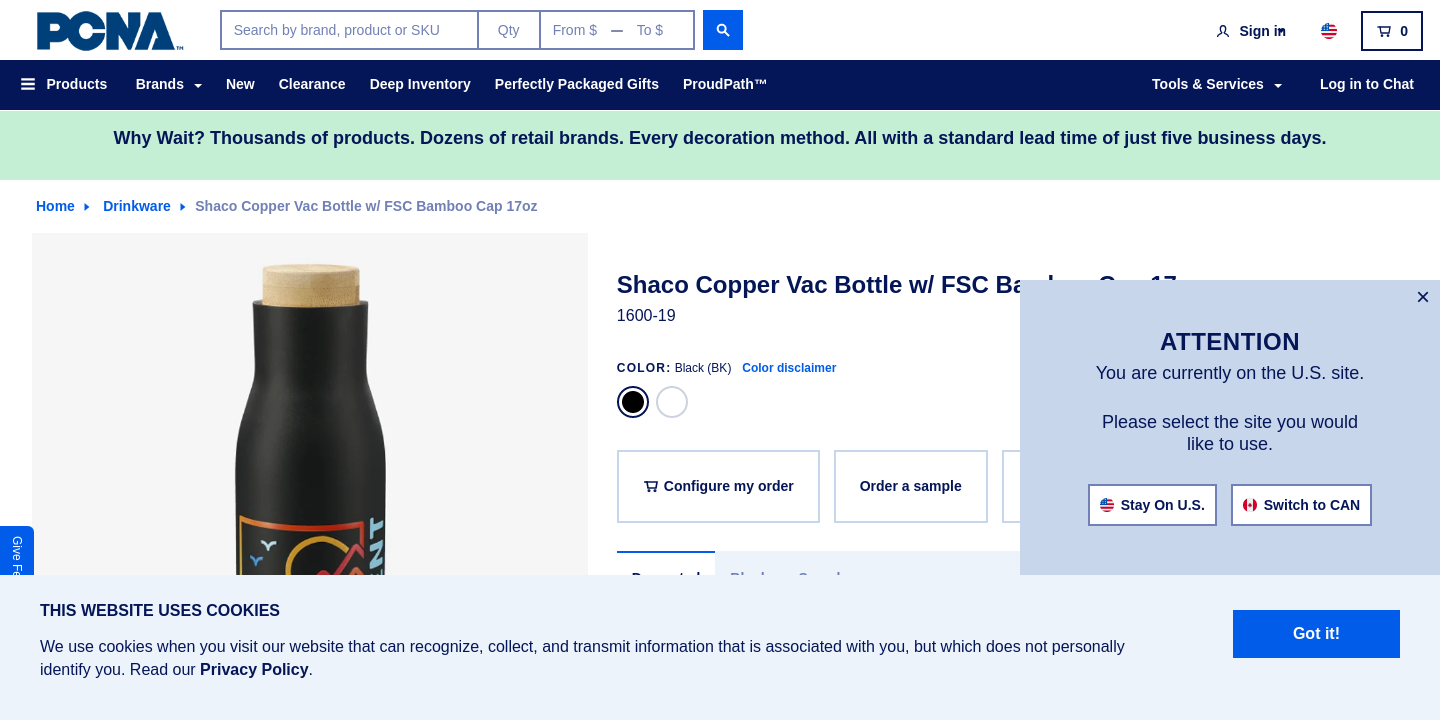 PCNA™
Search by brand, product or SKU
Qty
From $ — To $
Sign in
0
Products
Brands
New
Clearance
Deep Inventory
Perfectly Packaged Gifts
ProudPath™
Tools & Services
Log in to Chat
Why Wait? Thousands of products. Dozens of retail brands. Every decoration method. All with a standard lead time of just five business days.
Home
Drinkware
Shaco Copper Vac Bottle w/ FSC Bamboo Cap 17oz
Shaco Copper Vac Bottle w/ FSC
1600-19
COLOR: Black (BK) Color disclaimer
Configure my order
Order a sample
×
ATTENTION
You are currently on the U.S. site.
Please select the site you would
like to use.
Stay On U.S.
Switch to CAN
Give
THIS WEBSITE USES COOKIES
We use cookies when you visit our website that can recognize, collect, and transmit information that is associated with you, but which does not personally
identify you. Read our Privacy Policy.
Got it!